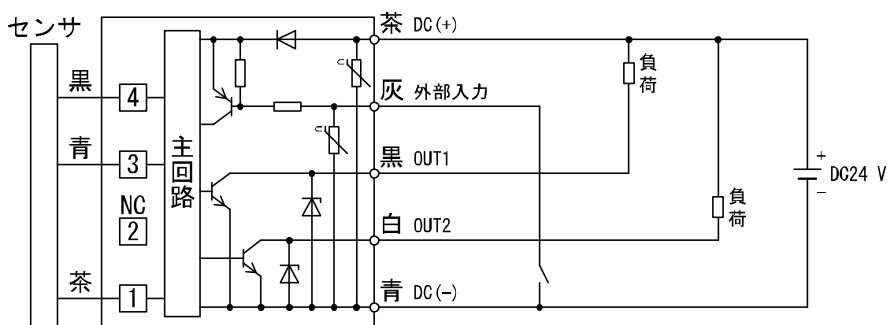 センサ
黒
4
青
3
NC
2
茶
1
主回路
茶 DC(+)
灰 外部入力
黒 OUT1
白 OUT2
青 DC(-)
負荷
負荷
+
DC24 V
-